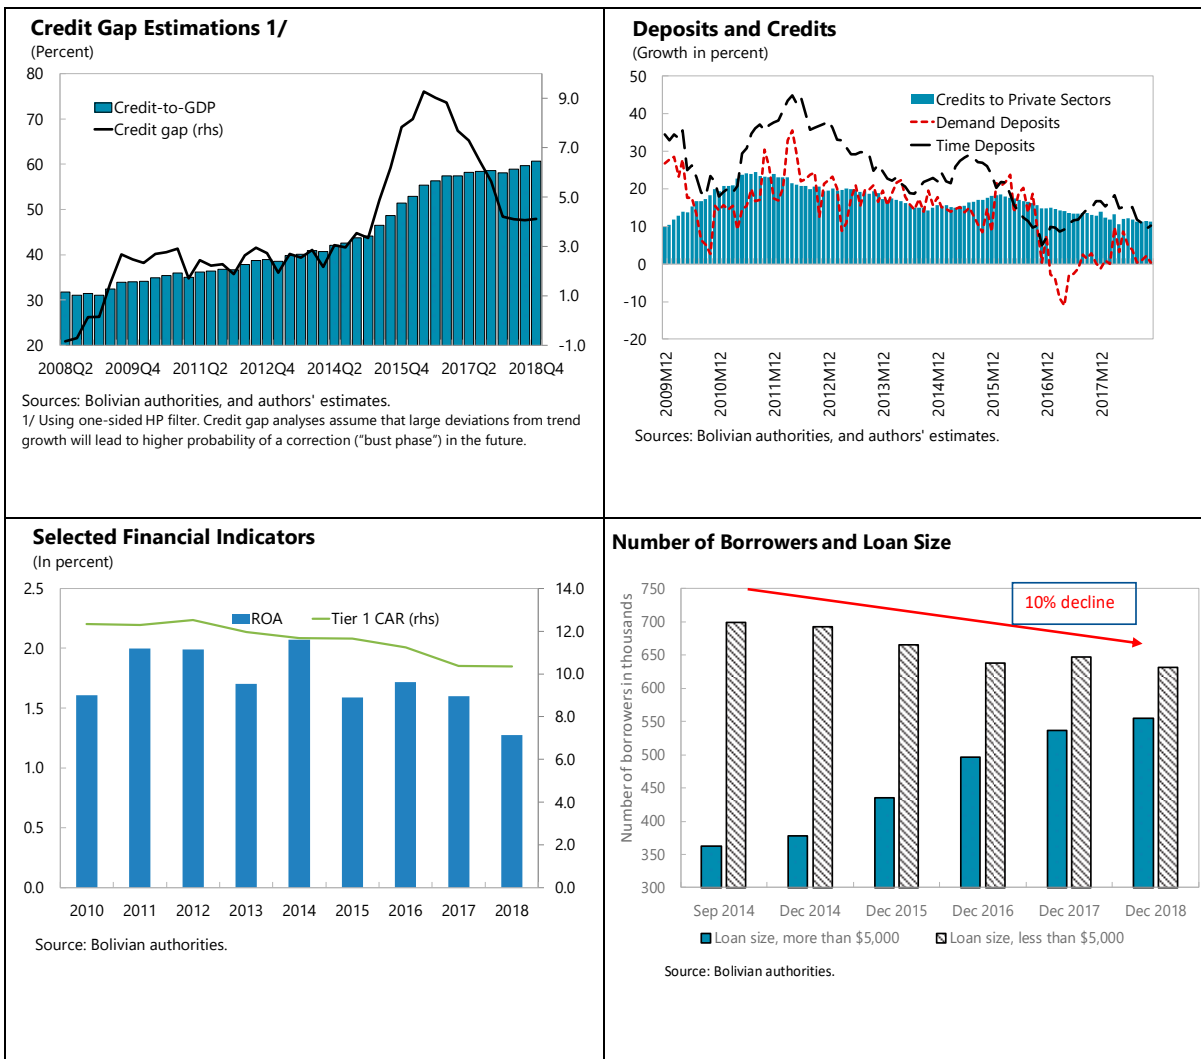 Credit Gap Estimations 1/
(Percent)
80
70
60
50
40
30
20
9.0
7.0
5.0
3.0
1.0
-1.0
Credit-to-GDP
Credit gap (rhs)
2008Q2 2009Q4 2011Q2 2012Q4 2014Q2 2015Q4 2017Q2 2018Q4
Sources: Bolivian authorities, and authors' estimates.
1/ Using one-sided HP filter. Credit gap analyses assume that large deviations from trend
growth will lead to higher probability of a correction ("bust phase") in the future.
Deposits and Credits
(Growth in percent)
50
40
30
20
10
0
-10
-20
Credits to Private Sectors
Demand Deposits
Time Deposits
2009M12
2010M12
2011M12
2012M12
2013M12
2014M12
2015M12
2016M12
2017M12
Sources: Bolivian authorities, and authors' estimates.
Selected Financial Indicators
(In percent)
2.5
2.0
1.5
1.0
0.5
0.0
14.0
12.0
10.0
8.0
6.0
4.0
2.0
0.0
ROA
Tier 1 CAR (rhs)
2010 2011 2012 2013 2014 2015 2016 2017 2018
Source: Bolivian authorities.
Number of Borrowers and Loan Size
Number of borrowers in thousands
750
700
650
600
550
500
450
400
350
300
10% decline
Sep 2014 Dec 2014 Dec 2015 Dec 2016 Dec 2017 Dec 2018
Loan size, more than $5,000
Loan size, less than $5,000
Source: Bolivian authorities.